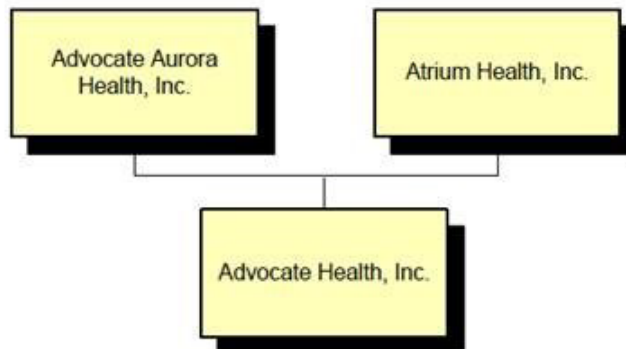 Advocate Aurora
Health, Inc.
Atrium Health, Inc.
Advocate Health, Inc.